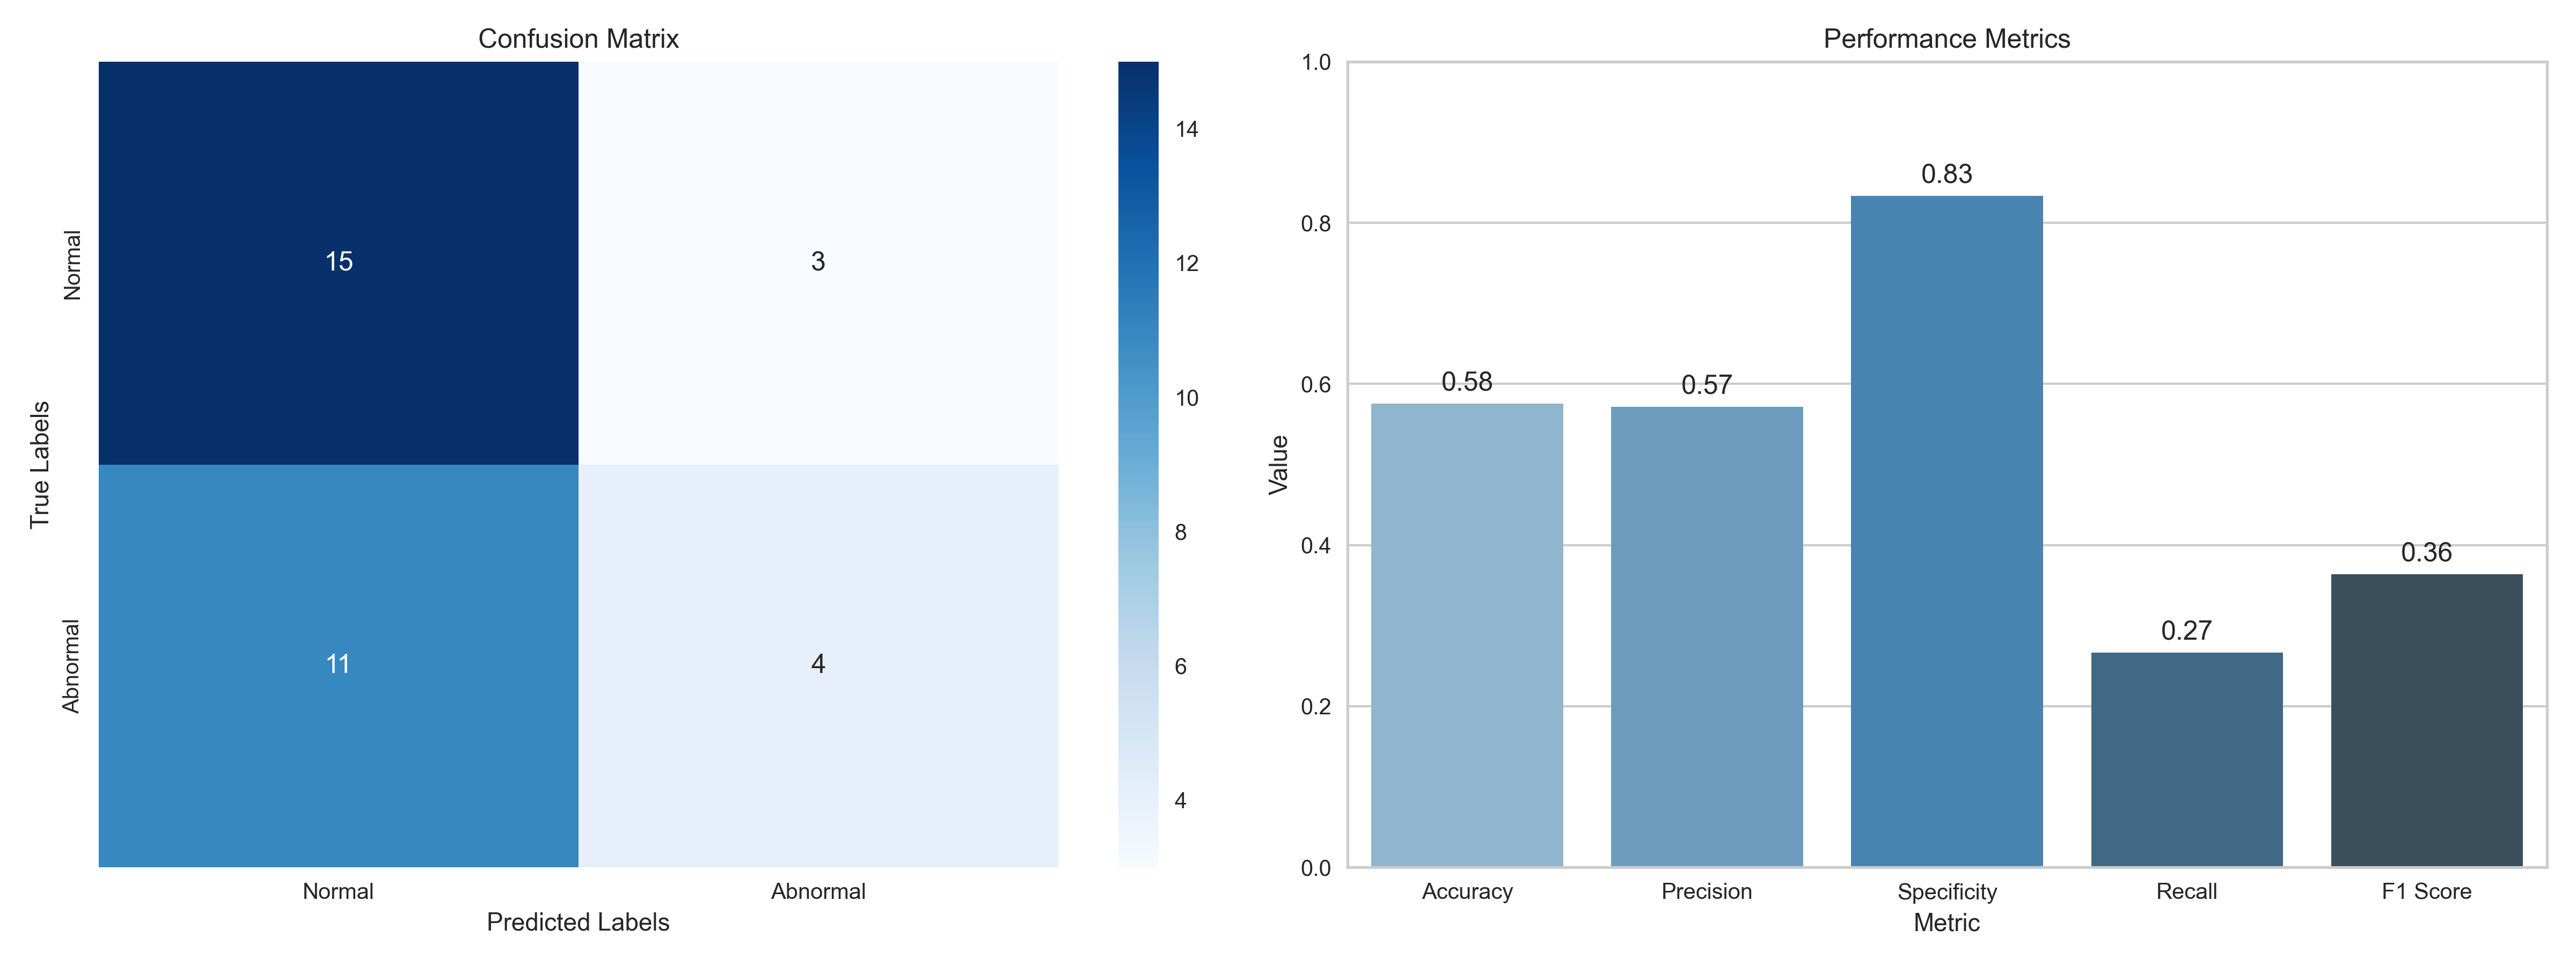 Confusion Matrix
Normal
Abnormal
True Labels
15
3
11
4
Normal
Abnormal
Predicted Labels
14
12
10
8
6
4
Performance Metrics
Value
1.0
0.8
0.6
0.4
0.2
0.0
0.58
0.57
0.83
0.27
0.36
Accuracy
Precision
Specificity
Recall
F1 Score
Metric